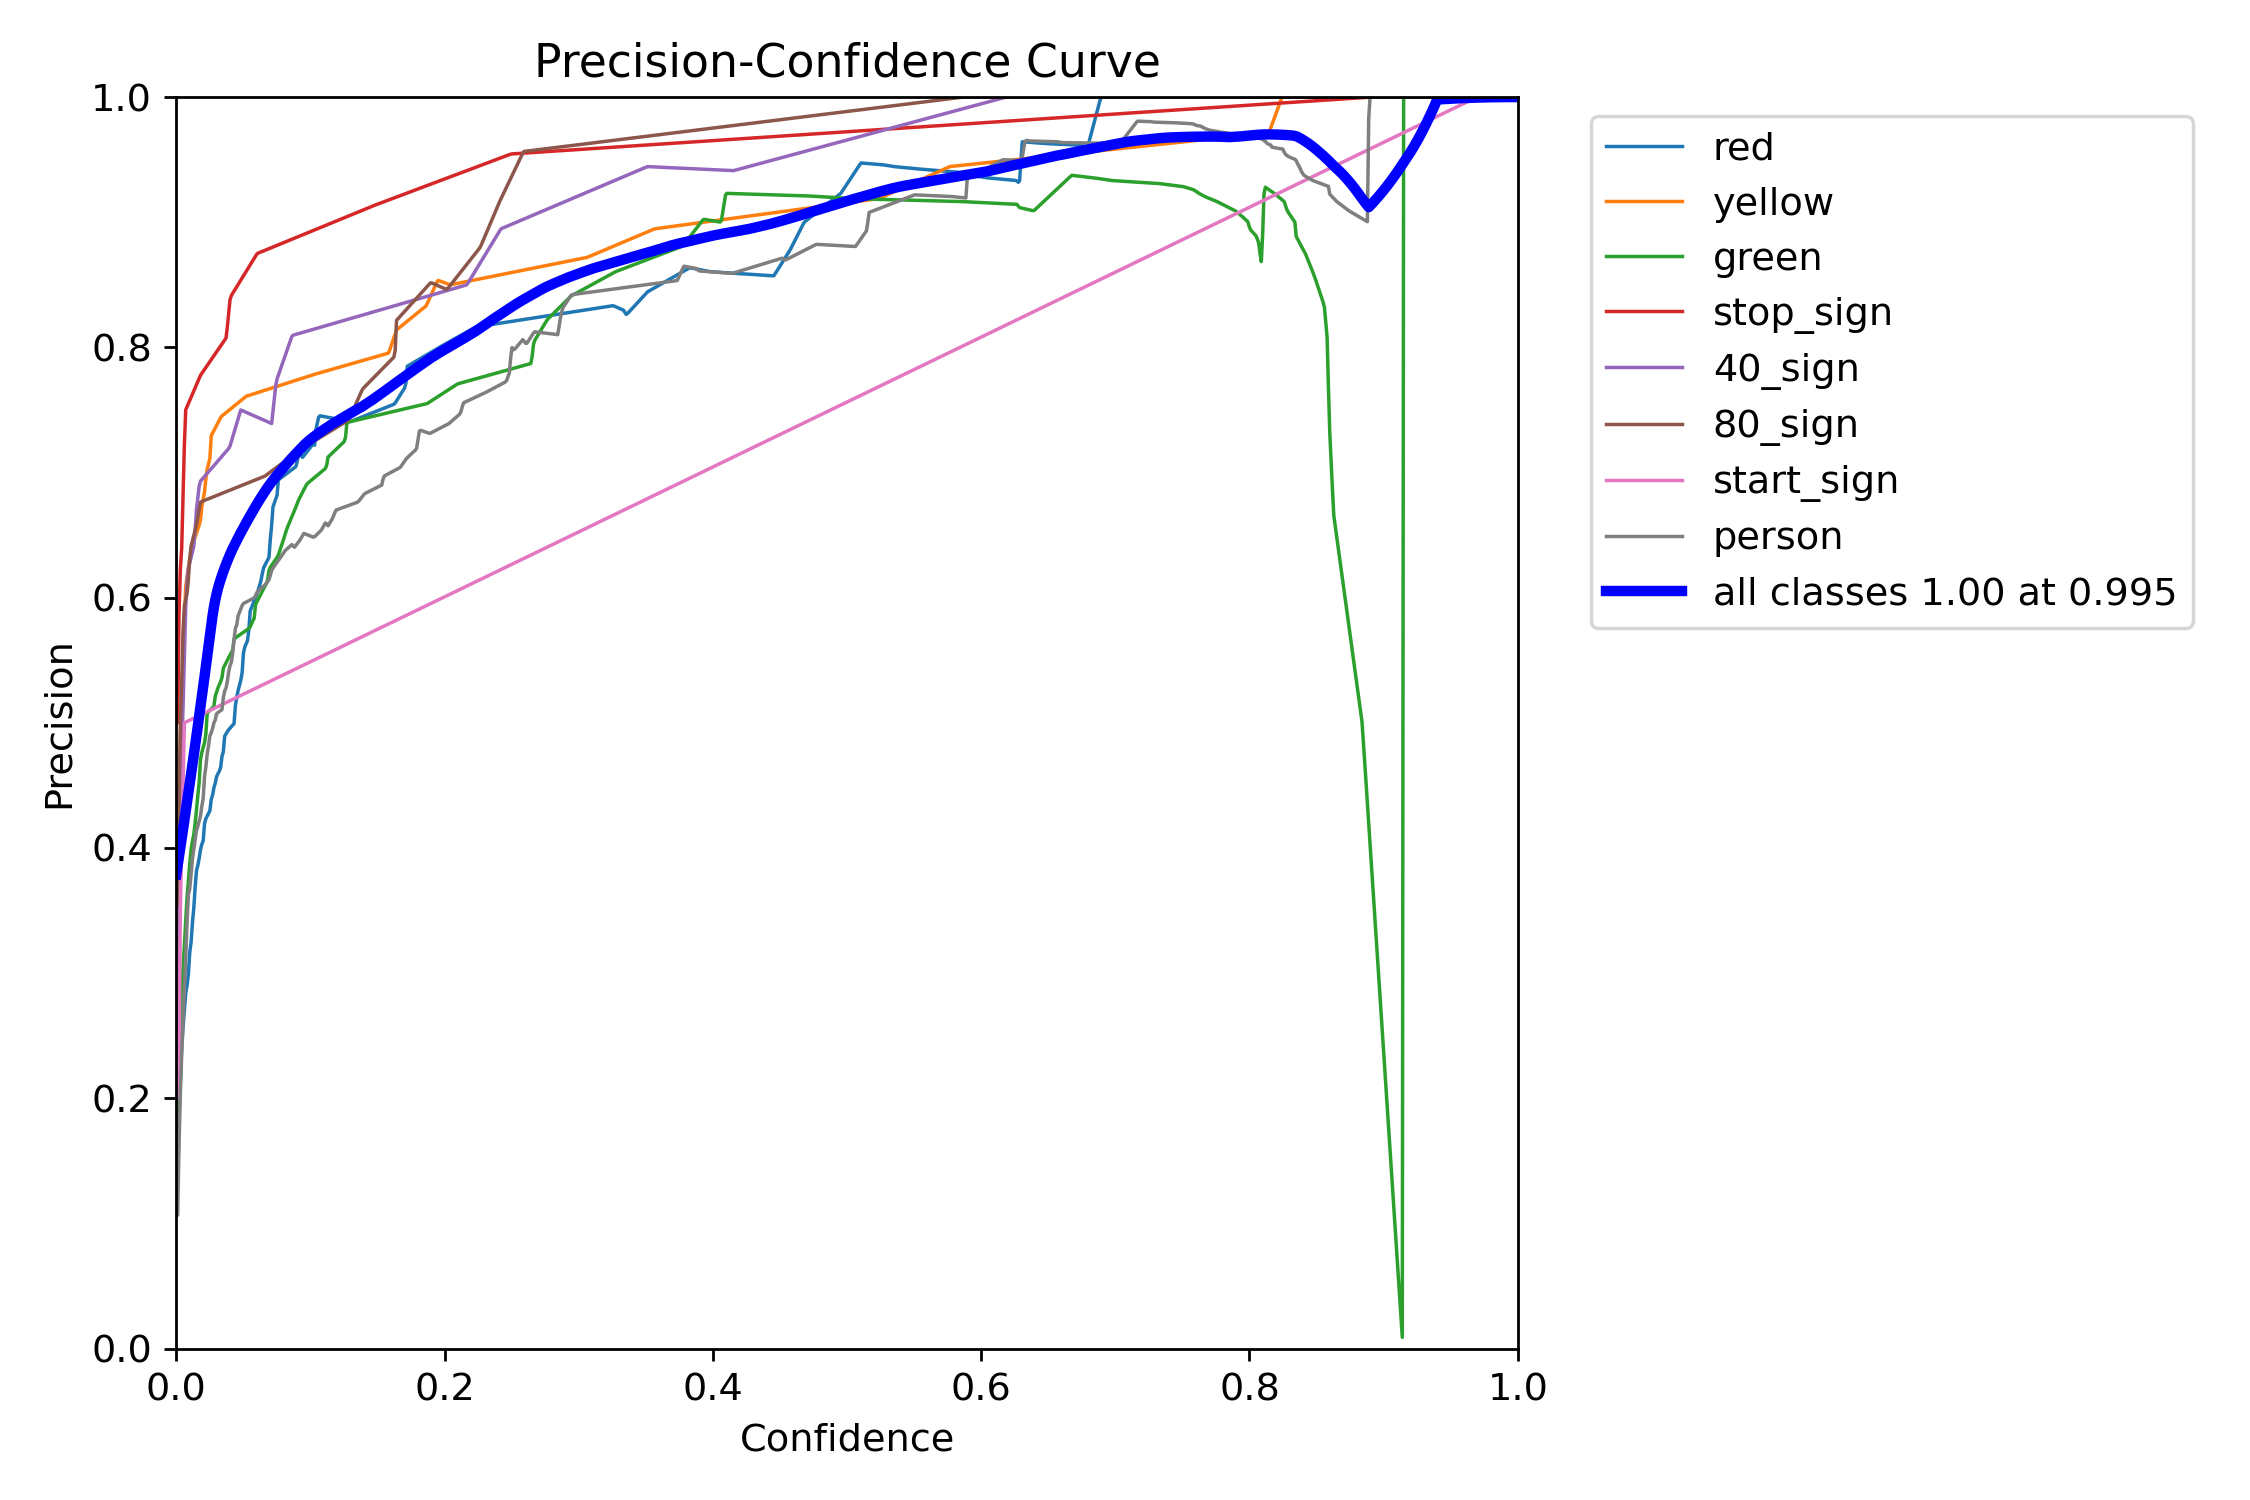 Precision-Confidence Curve
1.0
0.8
0.6
0.4
0.2
0.0
Precision
0.0 0.2 0.4 0.6 0.8 1.0
Confidence
red
yellow
green
stop_sign
40_sign
80_sign
start_sign
person
all classes 1.00 at 0.995